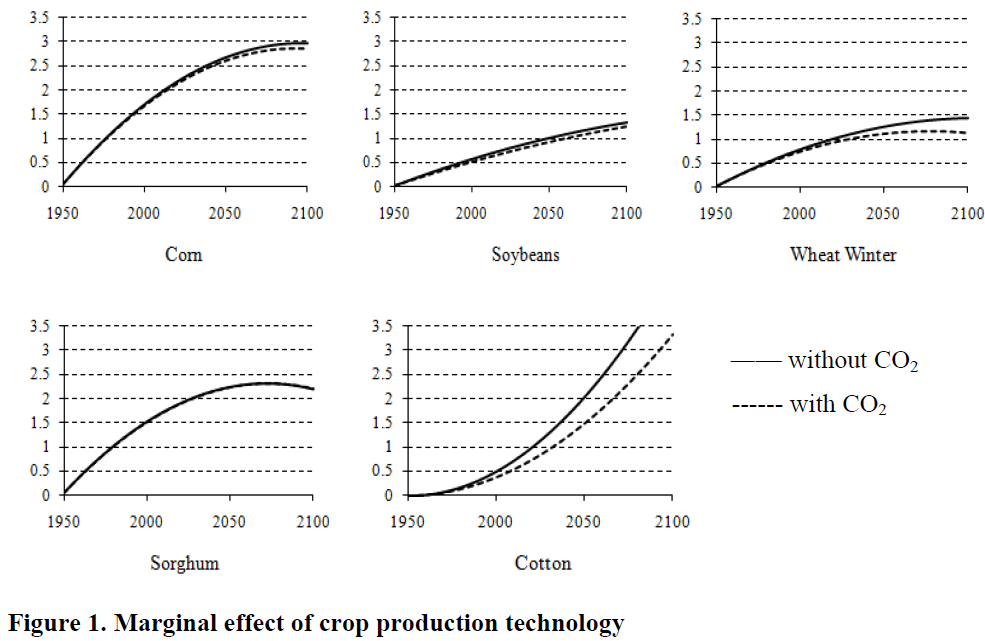 3.5 3.5 3.5
3 3 3
2.5 2.5 2.5
2 2 2
1.5 1.5 1.5
1 1 1
0.5 0.5 0.5
0 0 0
1950 2000 2050 2100 1950 2000 2050 2100 1950 2000 2050 2100
Corn Soybeans Wheat Winter
3.5 3.5
3 3
2.5 2.5
2 2
1.5 1.5
1 1
0.5 0.5
0 0
1950 2000 2050 2100 1950 2000 2050 2100
Sorghum Cotton
without CO₂
with CO₂
Figure 1. Marginal effect of crop production technology